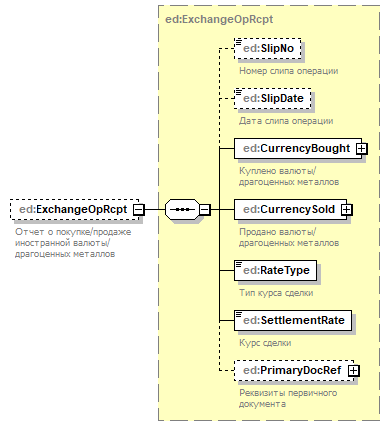 ed:ExchangeOpRcpt
ed:SlipNo
Номер слипа операции
ed:SlipDate
Дата слипа операции
ed:CurrencyBought
Куплено валюты/
драгоценных металлов
ed:ExchangeOpRcpt
Отчет о покупке/продаже
иностранной валюты/
драгоценных металлов
ed:CurrencySold
Продано валюты/
драгоценных металлов
ed:RateType
Тип курса сделки
ed:SettlementRate
Курс сделки
ed:PrimaryDocRef
Реквизиты первичного
документа